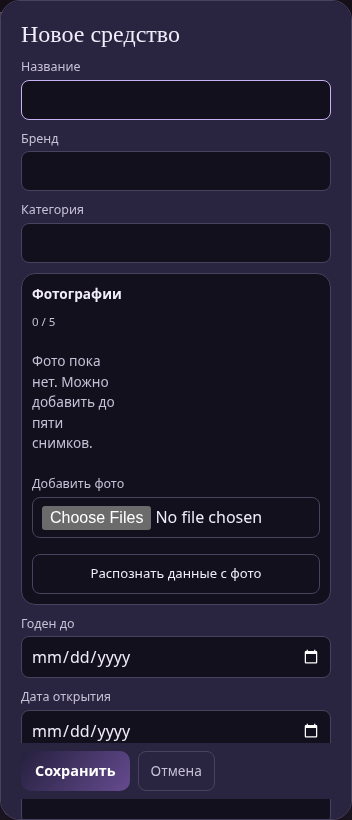 Новое средство
Название
Бренд
Категория
Фотографии
0 / 5
Фото пока
нет. Можно
добавить до
пяти
снимков.
Добавить фото
Choose Files No file chosen
Распознать данные с фото
Годен до
mm/dd/yyyy
Дата открытия
mm/dd/yyyy
Сохранить Отмена